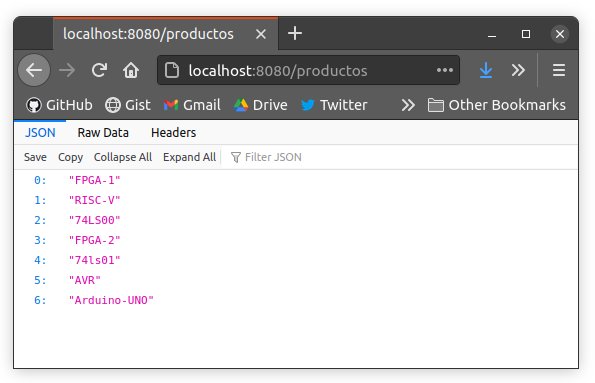 localhost:8080/productos
localhost:8080/productos
GitHub Gist Gmail Drive Twitter Other Bookmarks
JSON Raw Data Headers
Save Copy Collapse All Expand All Filter JSON
0: "FPGA-1"
1: "RISC-V"
2: "74LS00"
3: "FPGA-2"
4: "74ls01"
5: "AVR"
6: "Arduino-UNO"